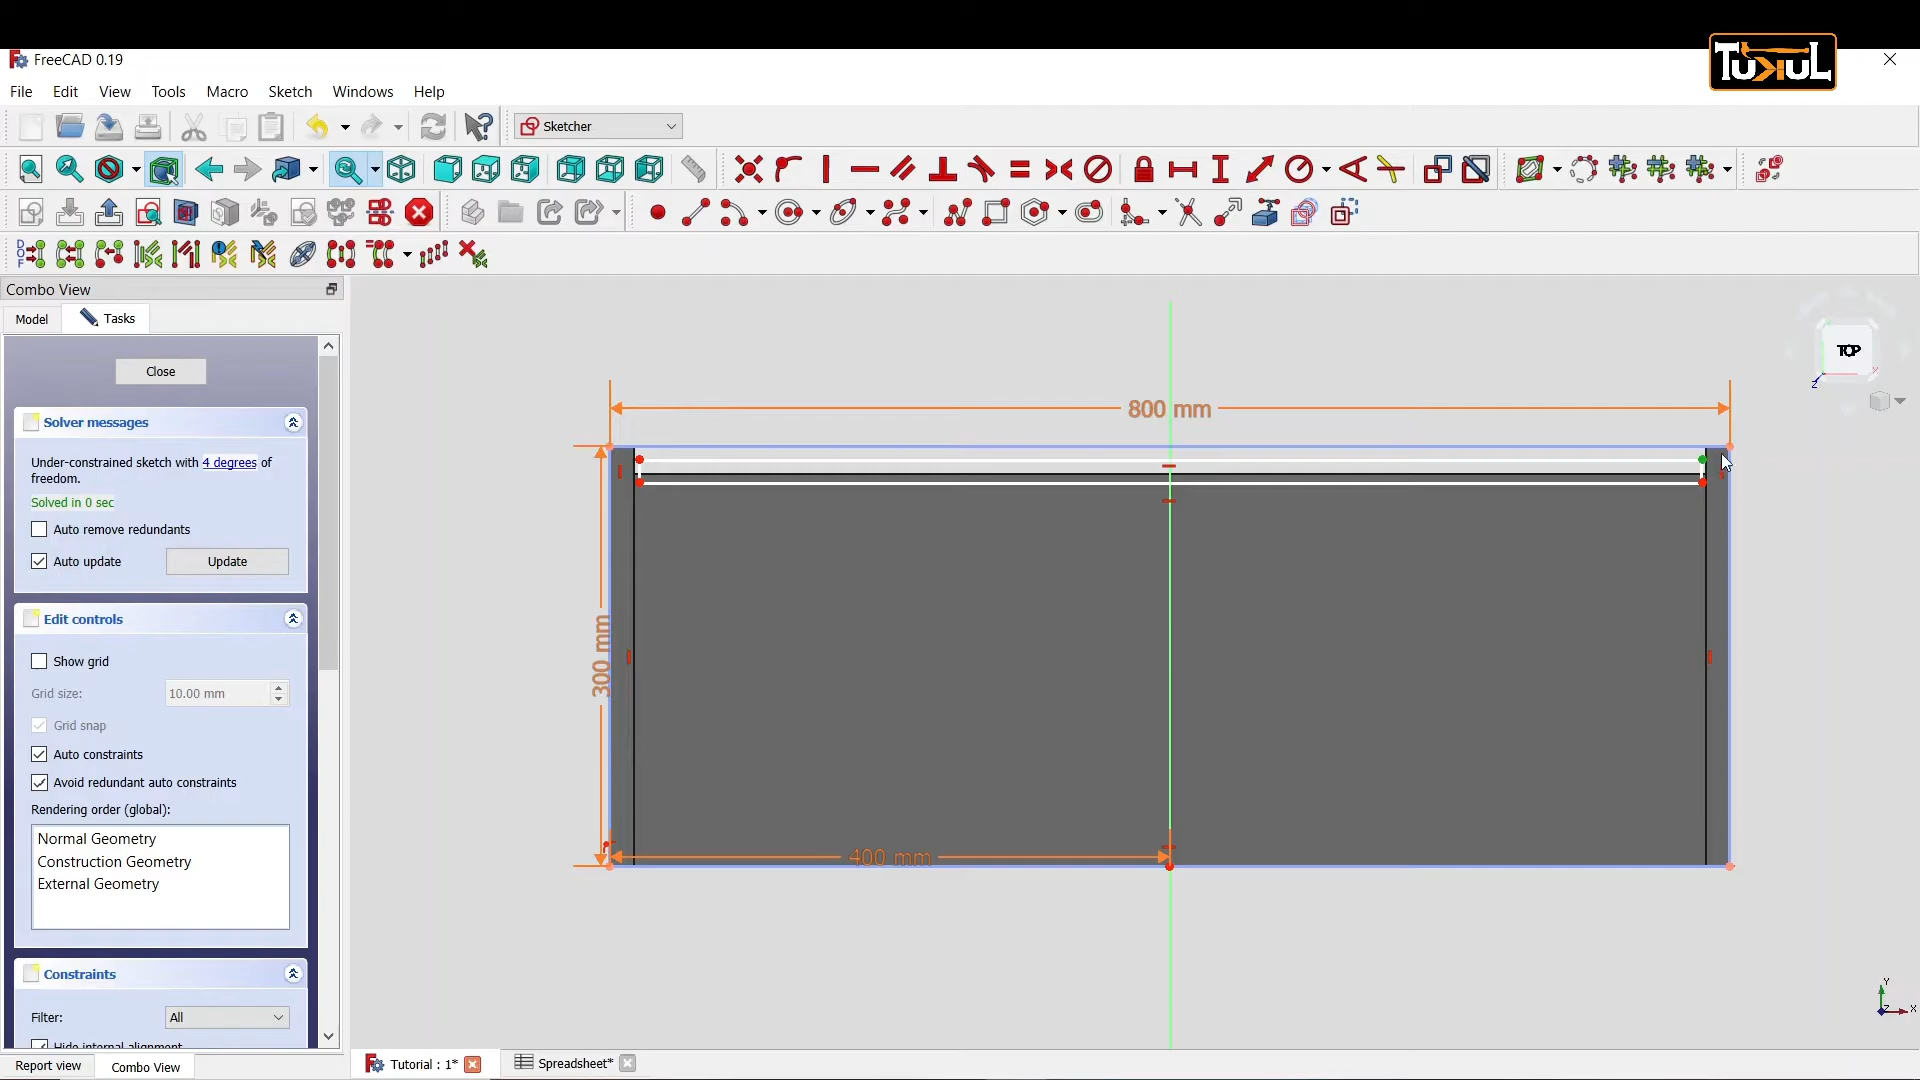 FreeCAD 0.19
TUKUL
File Edit View Tools Macro Sketch Windows Help
Sketcher
Combo View
Model Tasks
Close
Solver messages
Under-constrained sketch with 4 degrees of
freedom.
Solved in 0 sec
Auto remove redundants
Auto update Update
Edit controls
Show grid
Grid size: 10.00 mm
Grid snap
Auto constraints
Avoid redundant auto constraints
Rendering order (global):
Normal Geometry
Construction Geometry
External Geometry
Constraints
Filter: All
Hide internal alignment
Report view Combo View
800 mm
300 mm
400 mm
TOP
Z X
Y
Z X
Tutorial : 1* Spreadsheet*